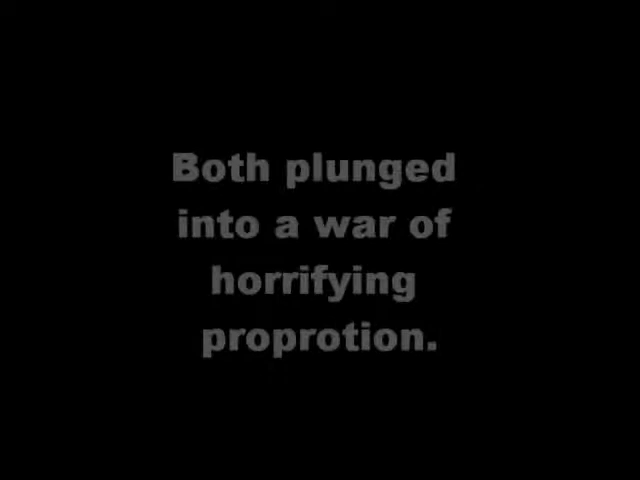 Both plunged
into a war of
horrifying
proprotion.